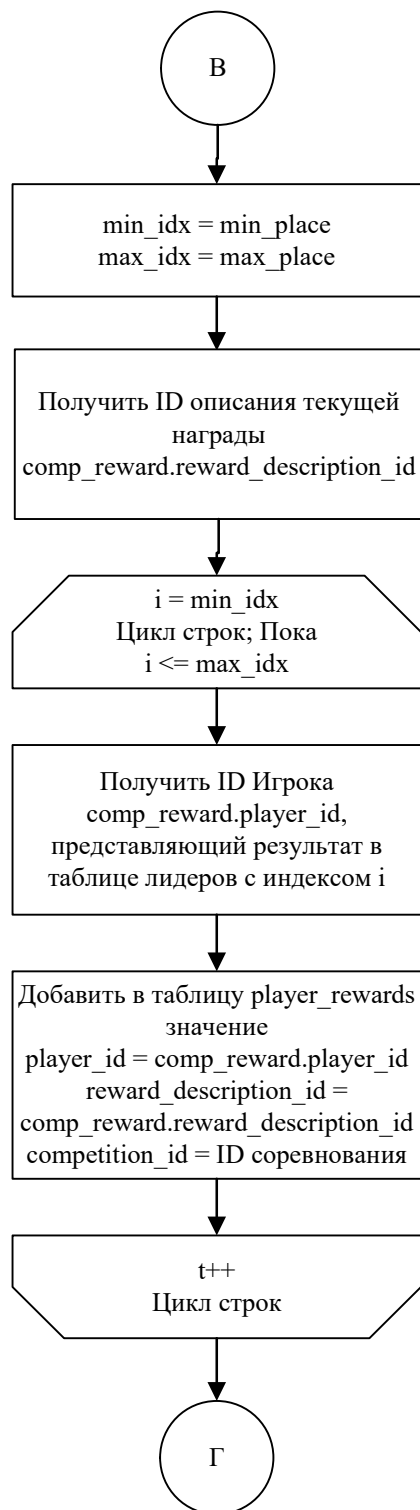 В
min_idx = min_place
max_idx = max_place
Получить ID описания текущей
награды
comp_reward.reward_description_id
i = min_idx
Цикл строк; Пока
i <= max_idx
Получить ID Игрока
comp_reward.player_id,
представляющий результат в
таблице лидеров с индексом i
Добавить в таблицу player_rewards
значение
player_id = comp_reward.player_id
reward_description_id =
comp_reward.reward_description_id
competition_id = ID соревнования
t++
Цикл строк
Г